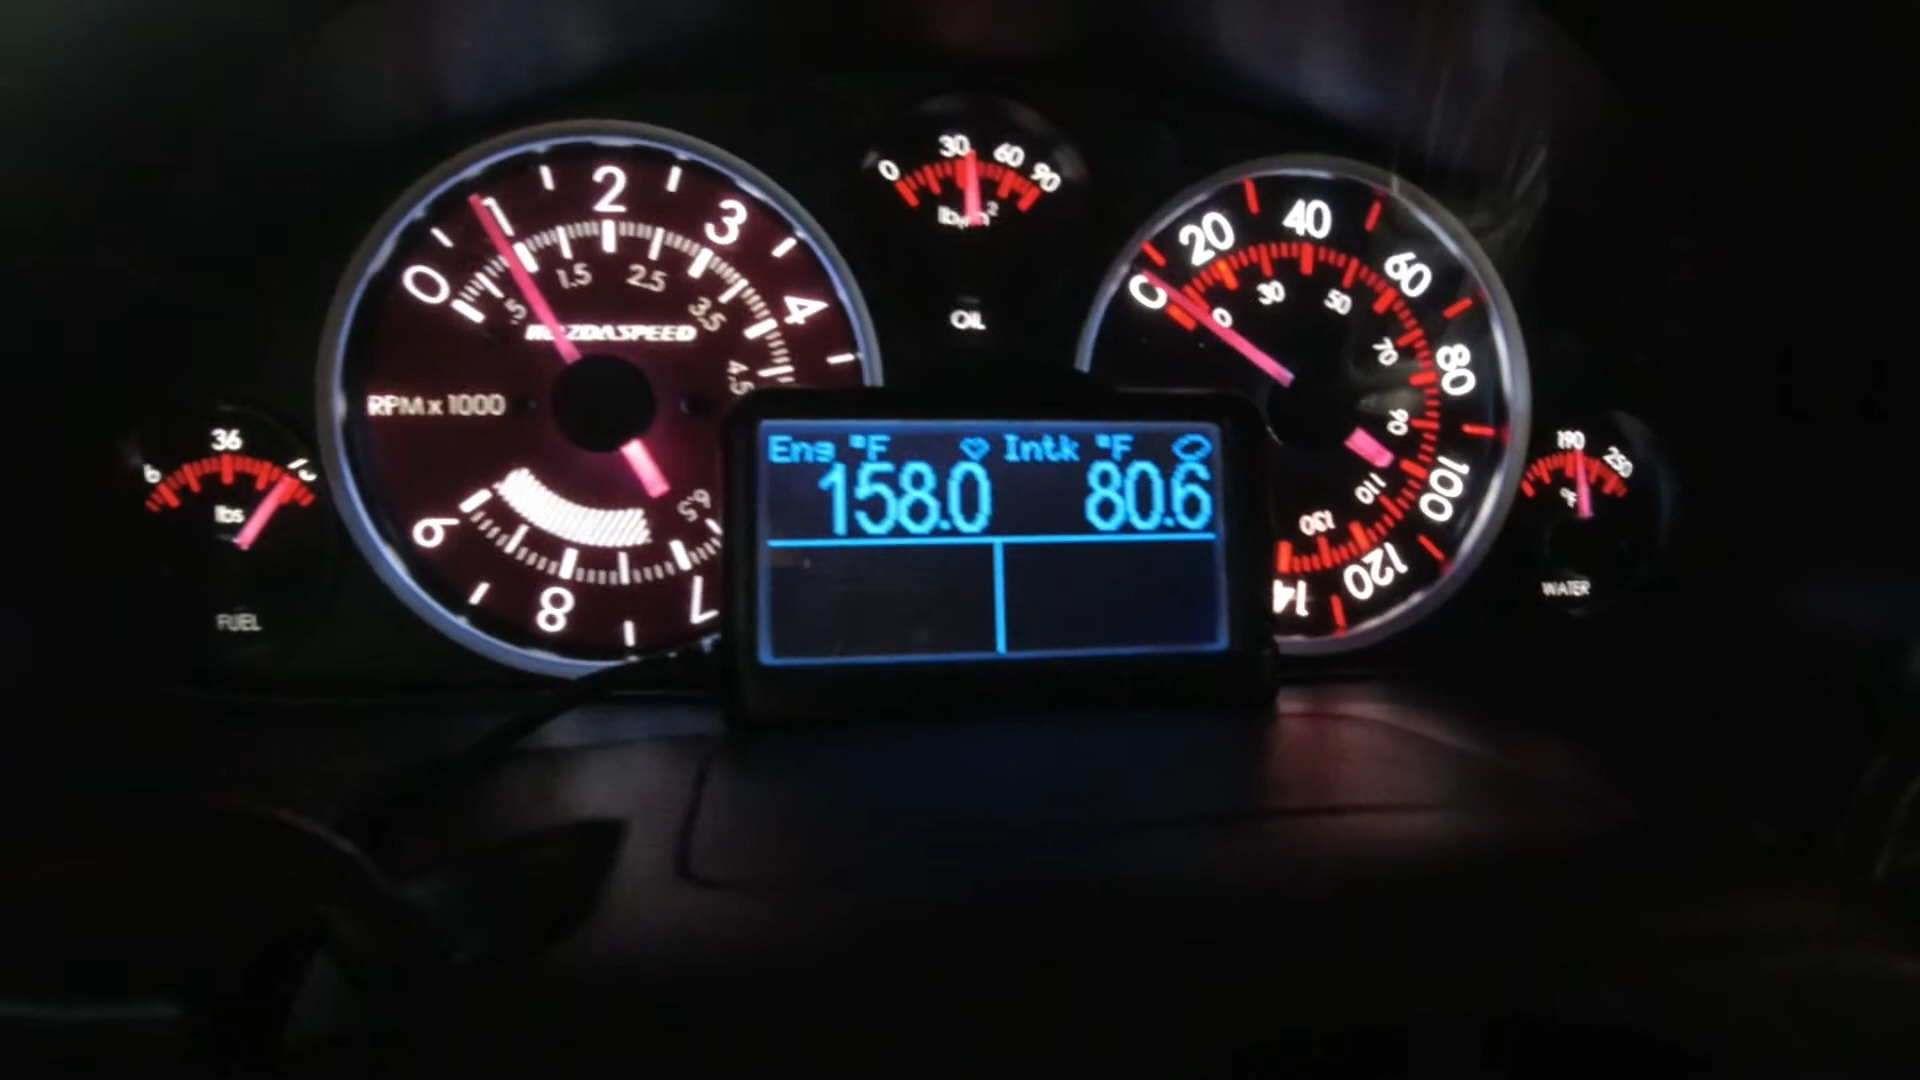 0 1 2 3 4
.5 1.5 2.5 3.5 4.5
MAZDASPEED
RPM x 1000
6.5
6 8 7
36
lbs
FUEL
0 30 60 90
OIL
0 20 40 60 80 100 120
0 30 50 70 90 110 130
Eng °F
158.0
Intk °F
80.6
190 250
°F
WATER